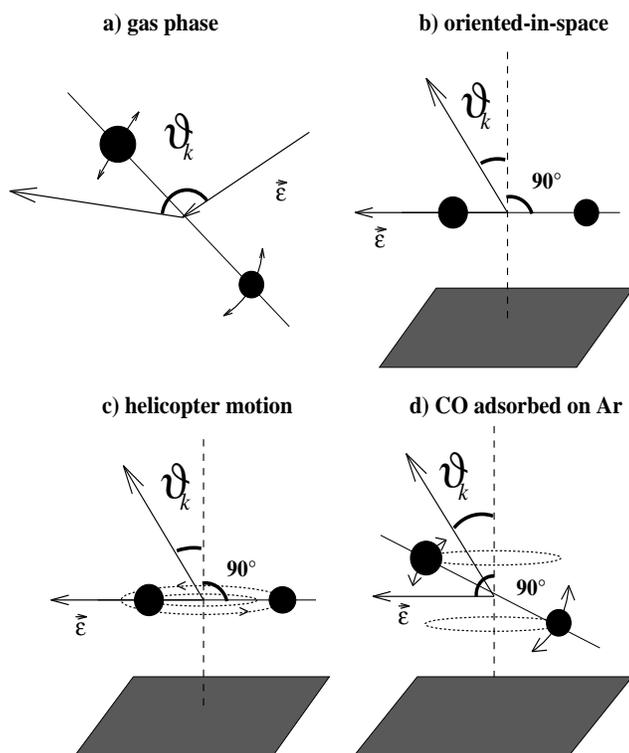 a) gas phase
ϑk
ε⃗
b) oriented-in-space
ϑk
90°
ε⃗
c) helicopter motion
ϑk
90°
ε⃗
d) CO adsorbed on Ar
ϑk
90°
ε⃗